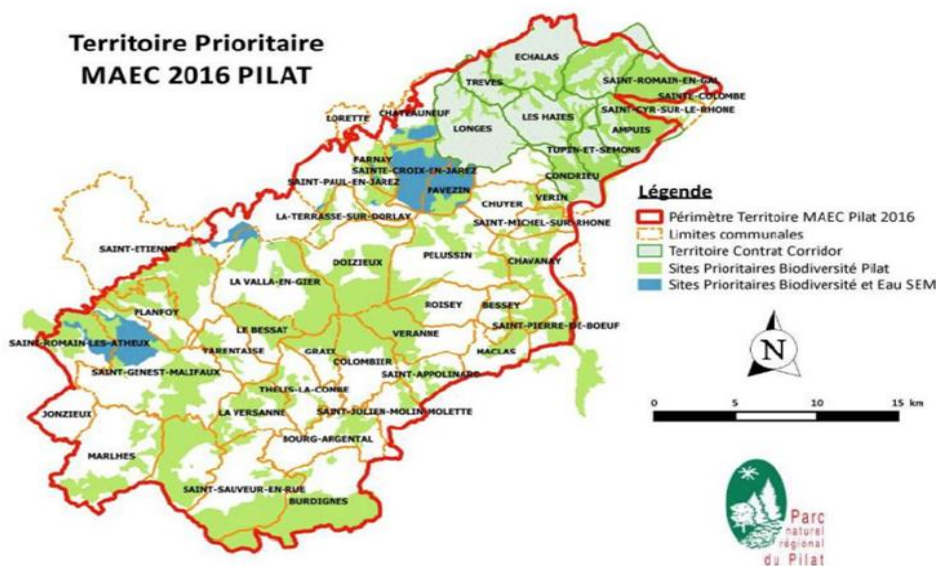 Territoire Prioritaire
MAEC 2016 PILAT
ECHALAS
TREVES
SAINT-ROMAIN-EN-GAL
SAINTE-COLOMBE
SAINT-CYR-SUR-LE-RHONE
CHATEAUNEUF
LORETTE
LONGES
LES HAIES
AMPUIS
TUPIN-ET-SEMONS
FARNAY
SAINTE-CROIX-EN-JAREZ
SAINT-PAUL-EN-JAREZ
PAVEZIN
CONDRIEU
CHUYER
VERIN
LA-TERRASSE-SUR-DORLAY
SAINT-MICHEL-SUR-RHONE
SAINT-ETIENNE
DOIZIEUX
PELUSSIN
CHAVANAY
LA VALLA-EN-GIER
ROISEY
BESSEY
PLANFOY
LE BESSAT
VERANNE
SAINT-PIERRE-DE-BOEUF
SAINT-ROMAIN-LES-ATHEUX
TARENTAISE
GRAIX
COLOMBIER
MACLAS
SAINT-GENEST-MALIFAUX
SAINT-APPOLINARD
THELIS-LA-COMBE
JONZIEUX
LA VERSANNE
SAINT-JULIEN-MOLIN-MOLETTE
BOURG-ARGENTAL
MARLHES
SAINT-SAUVEUR-EN-RUE
BURDIGNES
Légende
Périmètre Territoire MAEC Pilat 2016
Limites communales
Territoire Contrat Corridor
Sites Prioritaires Biodiversité Pilat
Sites Prioritaires Biodiversité et Eau SEM
N
0 5 10 15 km
Parc
naturel
régional
du Pilat